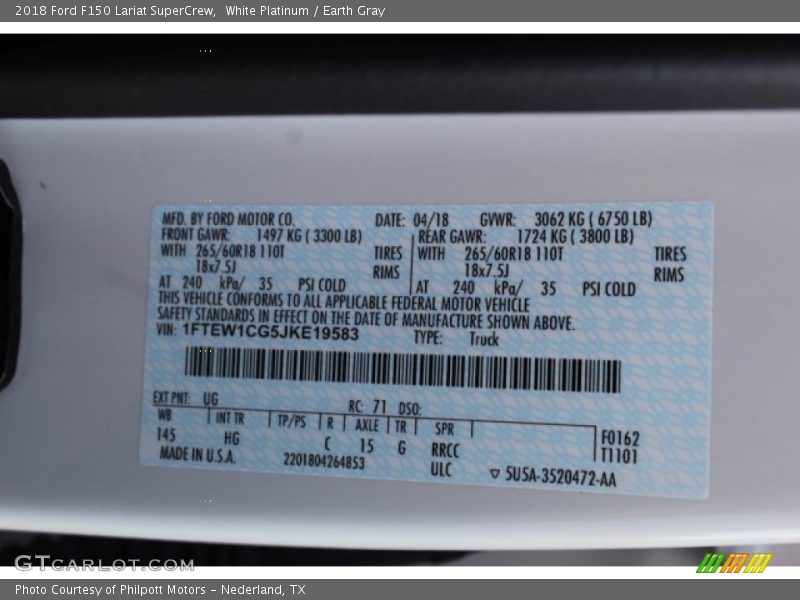 2018 Ford F150 Lariat SuperCrew,  White Platinum / Earth Gray
MFD. BY FORD MOTOR CO. DATE: 04/18 GVWR: 3062 KG ( 6750 LB)
FRONT GAWR: 1497 KG ( 3300 LB) REAR GAWR: 1724 KG ( 3800 LB)
WITH 265/60R18 110T TIRES WITH 265/60R18 110T TIRES
18x7.5J RIMS 18x7.5J RIMS
AT 240 kPa/ 35 PSI COLD AT 240 kPa/ 35 PSI COLD
THIS VEHICLE CONFORMS TO ALL APPLICABLE FEDERAL MOTOR VEHICLE
SAFETY STANDARDS IN EFFECT ON THE DATE OF MANUFACTURE SHOWN ABOVE.
VIN: 1FTEW1CG5JKE19583 TYPE: Truck
EXT PNT: UG RC: 71 DSO:
WB INT TR TP/PS R AXLE TR SPR F0162
145 HG C 15 G RRCC T1101
MADE IN U.S.A. 2201804264853 ULC ▽ 5U5A-3520472-AA
GTCARLOT.COM
Photo Courtesy of Philpott Motors - Nederland, TX